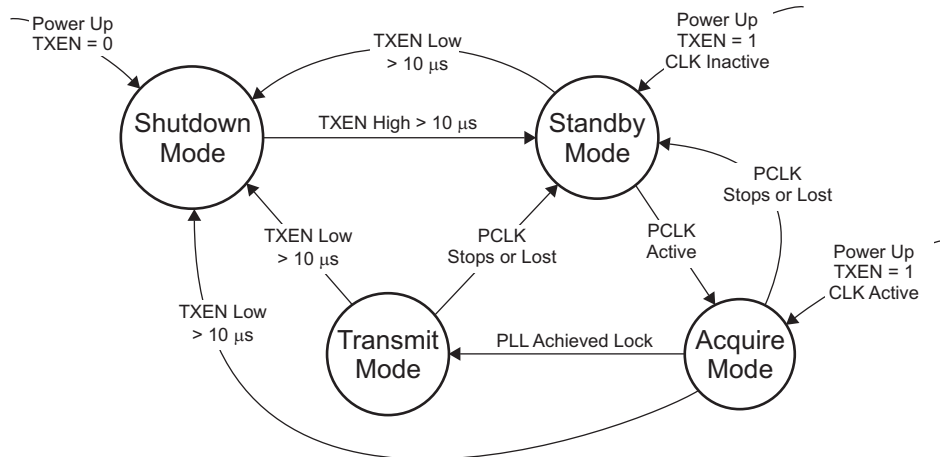 Power Up
TXEN = 0
TXEN Low
> 10 μs
Power Up
TXEN = 1
CLK Inactive
Shutdown
Mode
TXEN High > 10 μs
Standby
Mode
PCLK
Stops or Lost
TXEN Low
> 10 μs
PCLK
Stops or Lost
PCLK
Active
Power Up
TXEN = 1
CLK Active
TXEN Low
> 10 μs
Transmit
Mode
PLL Achieved Lock
Acquire
Mode